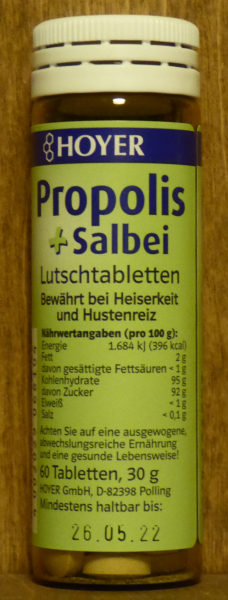 HOYER
Propolis
+ Salbei
Lutschtabletten
Bewährt bei Heiserkeit
und Hustenreiz
Nährwertangaben (pro 100 g):
Energie 1.684 kJ (396 kcal)
Fett 2 g
davon gesättigte Fettsäuren < 1 g
Kohlenhydrate 95 g
davon Zucker 92 g
Eiweiß < 1 g
Salz < 0,1 g
Achten Sie auf eine ausgewogene,
abwechslungsreiche Ernährung
und eine gesunde Lebensweise!
60 Tabletten, 30 g
HOYER GmbH, D-82398 Polling
Mindestens haltbar bis:
26.05.22